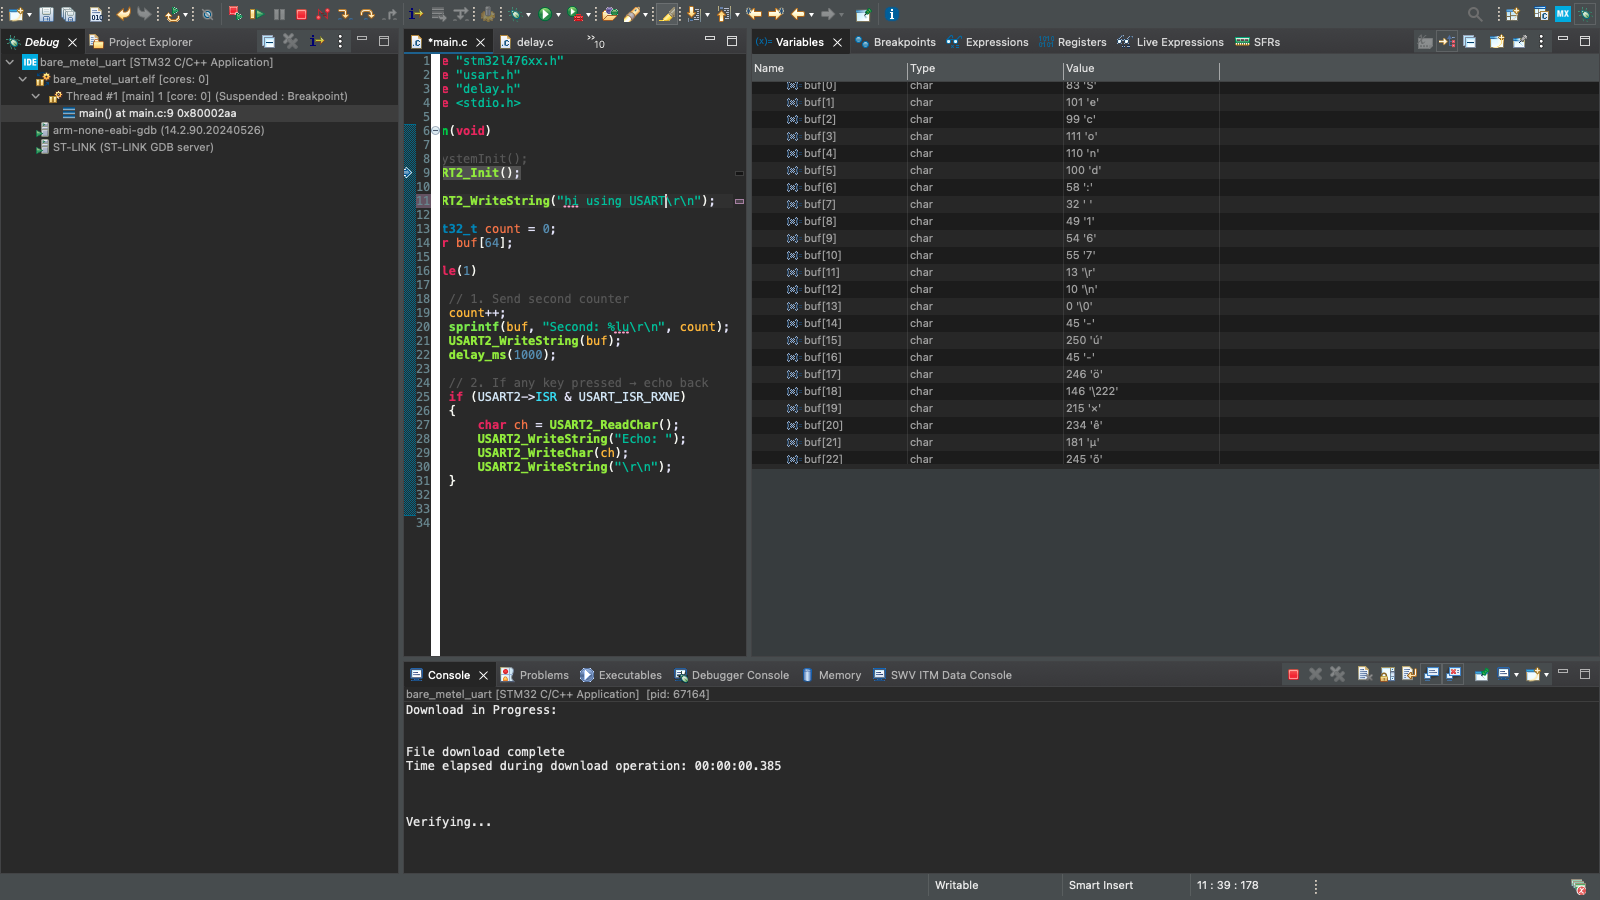 Debug
Project Explorer
IDE bare_metel_uart [STM32 C/C++ Application]
bare_metel_uart.elf [cores: 0]
Thread #1 [main] 1 [core: 0] (Suspended : Breakpoint)
main() at main.c:9 0x80002aa
arm-none-eabi-gdb (14.2.90.20240526)
ST-LINK (ST-LINK GDB server)
*main.c
delay.c
»10
1 e "stm32l476xx.h"
2 e "usart.h"
3 e "delay.h"
4 e <stdio.h>
5
6 n(void)
7
8 ystemInit();
9 RT2_Init();
10
11 RT2_WriteString("hi using USART\r\n");
12
13 t32_t count = 0;
14 r buf[64];
15
16 le(1)
17
18 // 1. Send second counter
19 count++;
20 sprintf(buf, "Second: %lu\r\n", count);
21 USART2_WriteString(buf);
22 delay_ms(1000);
23
24 // 2. If any key pressed → echo back
25 if (USART2->ISR & USART_ISR_RXNE)
26 {
27 char ch = USART2_ReadChar();
28 USART2_WriteString("Echo: ");
29 USART2_WriteChar(ch);
30 USART2_WriteString("\r\n");
31 }
32
33
34
MX
(x)= Variables
Breakpoints
Expressions
Registers
Live Expressions
SFRs
Name Type Value
buf[0] char 83 'S'
buf[1] char 101 'e'
buf[2] char 99 'c'
buf[3] char 111 'o'
buf[4] char 110 'n'
buf[5] char 100 'd'
buf[6] char 58 ':'
buf[7] char 32 ' '
buf[8] char 49 '1'
buf[9] char 54 '6'
buf[10] char 55 '7'
buf[11] char 13 '\r'
buf[12] char 10 '\n'
buf[13] char 0 '\0'
buf[14] char 45 '-'
buf[15] char 250 'ú'
buf[16] char 45 '-'
buf[17] char 246 'ö'
buf[18] char 146 '\222'
buf[19] char 215 '×'
buf[20] char 234 'ê'
buf[21] char 181 'µ'
buf[22] char 245 'õ'
Console
Problems
Executables
Debugger Console
Memory
SWV ITM Data Console
bare_metel_uart [STM32 C/C++ Application] [pid: 67164]
Download in Progress:
File download complete
Time elapsed during download operation: 00:00:00.385
Verifying...
Writable
Smart Insert
11 : 39 : 178